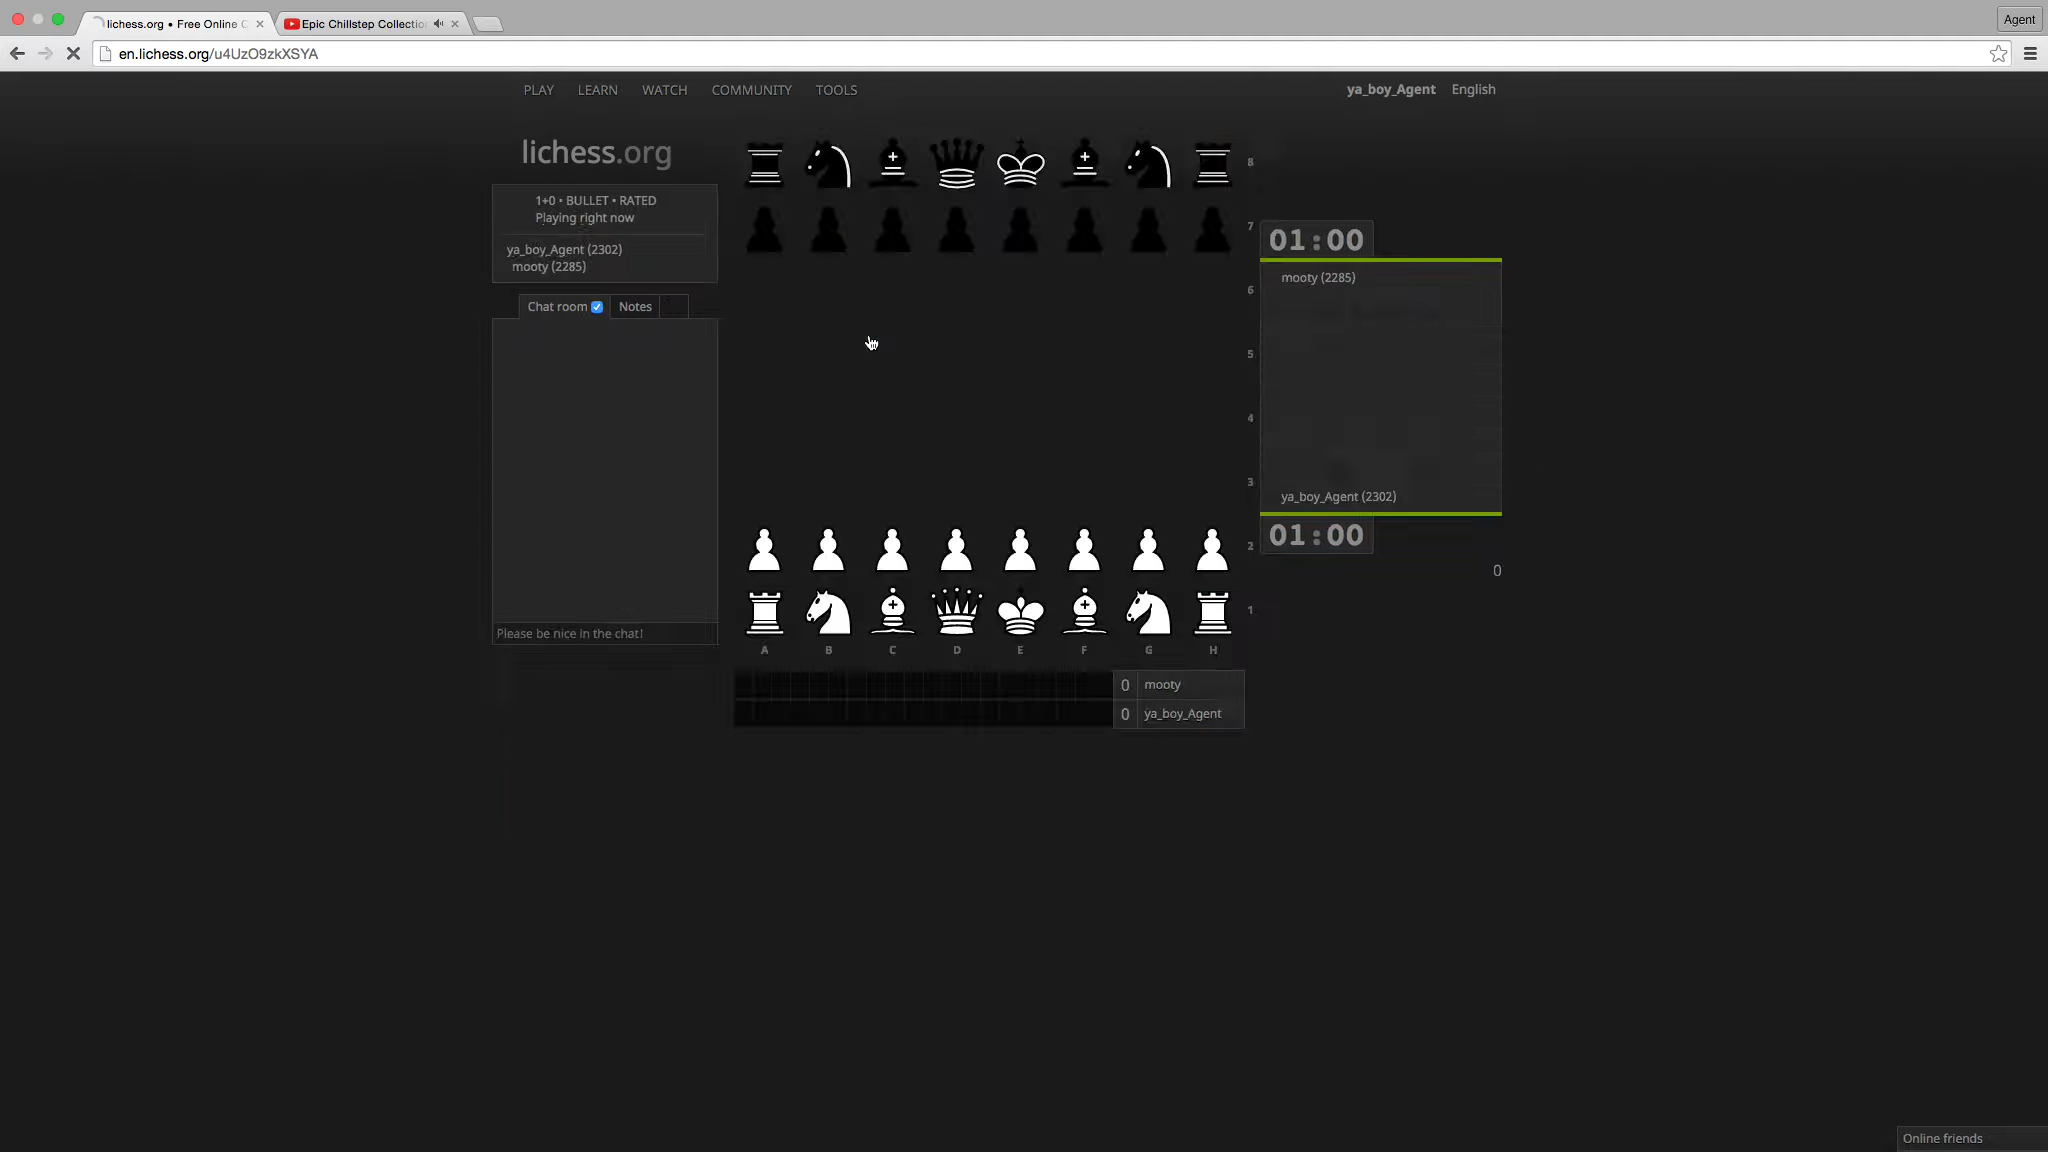 lichess.org • Free Online C
Epic Chillstep Collectio
Agent
en.lichess.org/u4UzO9zkXSYA
PLAY LEARN WATCH COMMUNITY TOOLS
ya_boy_Agent English
lichess.org
1+0 • BULLET • RATED
Playing right now
ya_boy_Agent (2302)
mooty (2285)
Chat room Notes
Please be nice in the chat!
8
7
6
5
4
3
2
1
A B C D E F G H
01:00
mooty (2285)
ya_boy_Agent (2302)
01:00
0
0 mooty
0 ya_boy_Agent
Online friends